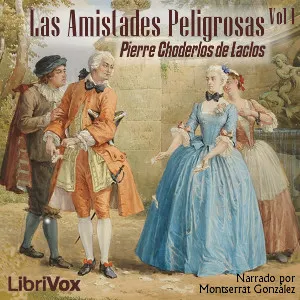 Las Amistades Peligrosas Vol 1
Pierre Choderlos de Laclos
LibriVox
Narrado por
Montserrat González